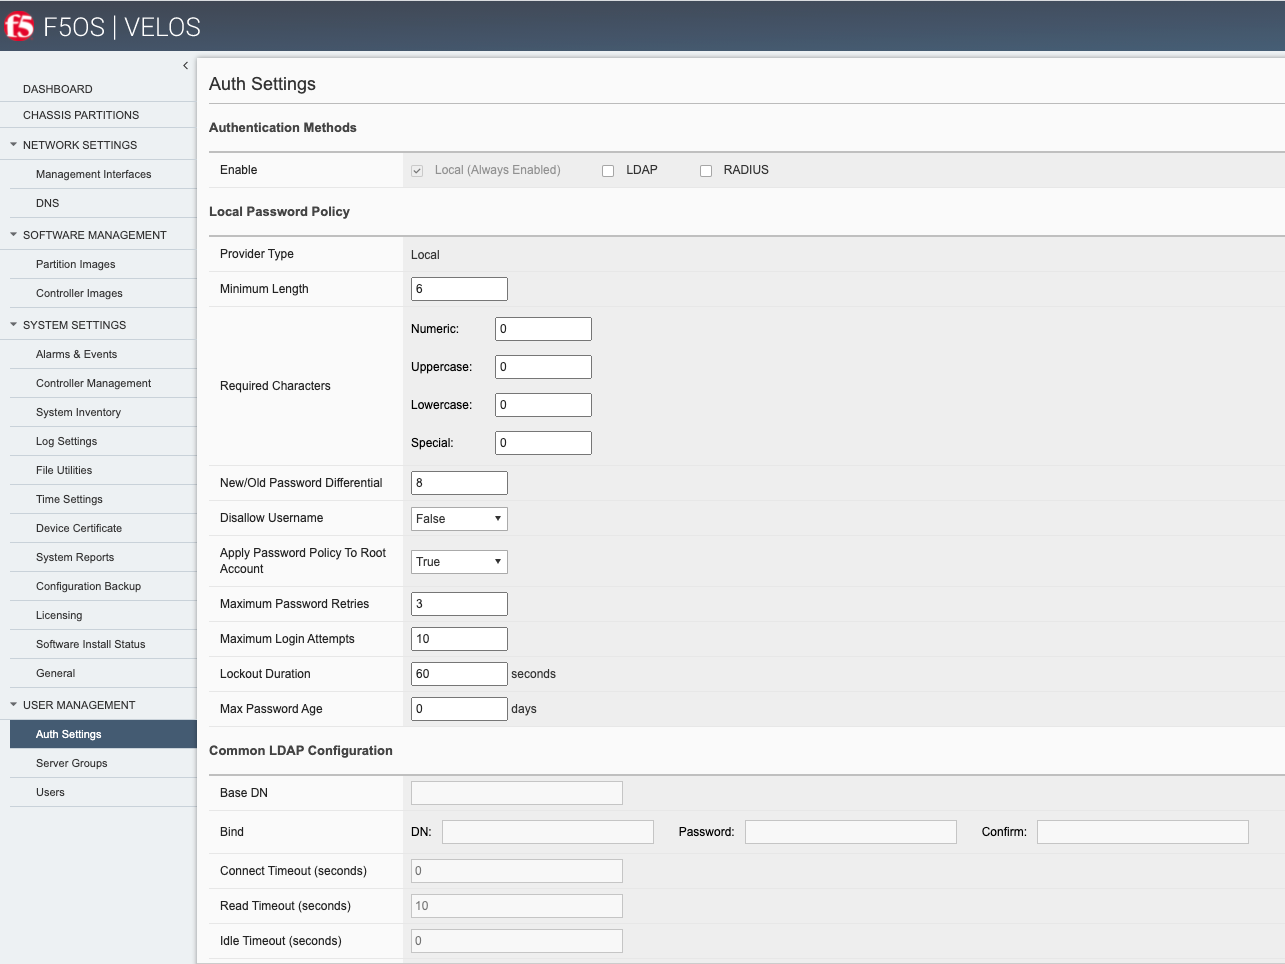 f5 F5OS | VELOS
DASHBOARD
CHASSIS PARTITIONS
NETWORK SETTINGS
Management Interfaces
DNS
SOFTWARE MANAGEMENT
Partition Images
Controller Images
SYSTEM SETTINGS
Alarms & Events
Controller Management
System Inventory
Log Settings
File Utilities
Time Settings
Device Certificate
System Reports
Configuration Backup
Licensing
Software Install Status
General
USER MANAGEMENT
Auth Settings
Server Groups
Users
Auth Settings
Authentication Methods
Enable Local (Always Enabled) LDAP RADIUS
Local Password Policy
Provider Type Local
Minimum Length 6
Required Characters
Numeric: 0
Uppercase: 0
Lowercase: 0
Special: 0
New/Old Password Differential 8
Disallow Username False
Apply Password Policy To Root
Account
True
Maximum Password Retries 3
Maximum Login Attempts 10
Lockout Duration 60 seconds
Max Password Age 0 days
Common LDAP Configuration
Base DN
Bind DN: Password: Confirm:
Connect Timeout (seconds) 0
Read Timeout (seconds) 10
Idle Timeout (seconds) 0